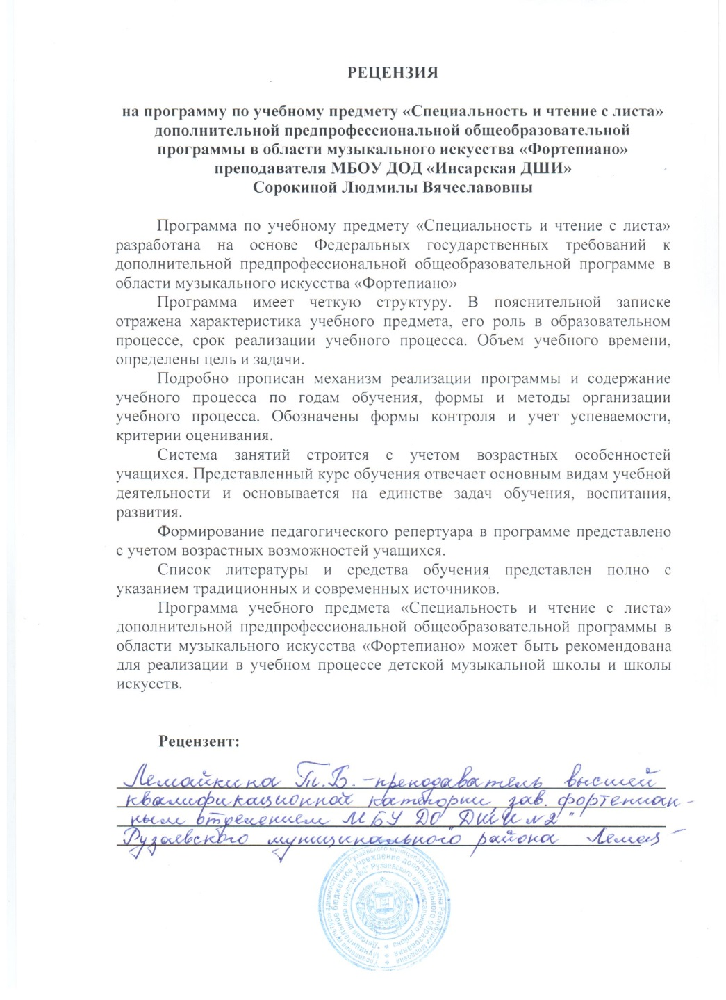 РЕЦЕНЗИЯ
на программу по учебному предмету «Специальность и чтение с листа»
дополнительной предпрофессиональной общеобразовательной
программы в области музыкального искусства «Фортепиано»
преподавателя МБОУ ДОД «Инсарская ДШИ»
Сорокиной Людмилы Вячеславовны
Программа по учебному предмету «Специальность и чтение с листа»
разработана на основе Федеральных государственных требований к
дополнительной предпрофессиональной общеобразовательной программе в
области музыкального искусства «Фортепиано»
Программа имеет четкую структуру. В пояснительной записке
отражена характеристика учебного предмета, его роль в образовательном
процессе, срок реализации учебного процесса. Объем учебного времени,
определены цель и задачи.
Подробно прописан механизм реализации программы и содержание
учебного процесса по годам обучения, формы и методы организации
учебного процесса. Обозначены формы контроля и учет успеваемости,
критерии оценивания.
Система занятий строится с учетом возрастных особенностей
учащихся. Представленный курс обучения отвечает основным видам учебной
деятельности и основывается на единстве задач обучения, воспитания,
развития.
Формирование педагогического репертуара в программе представлено
с учетом возрастных возможностей учащихся.
Список литературы и средства обучения представлен полно с
указанием традиционных и современных источников.
Программа учебного предмета «Специальность и чтение с листа»
дополнительной предпрофессиональной общеобразовательной программы в
области музыкального искусства «Фортепиано» может быть рекомендована
для реализации в учебном процессе детской музыкальной школы и школы
искусств.
Рецензент:
Лемайкина Т.Б. - преподаватель высшей
квалификационной категории, зав. фортепиан-
ным отделением МБУ ДО "ДШИ №2"
Рузаевского муниципального района Лемай
Управление культуры администрации Рузаевского муниципального района Республики Мордовия
Муниципальное бюджетное учреждение дополнительного образования
"Детская школа искусств №2" Рузаевского муниципального района